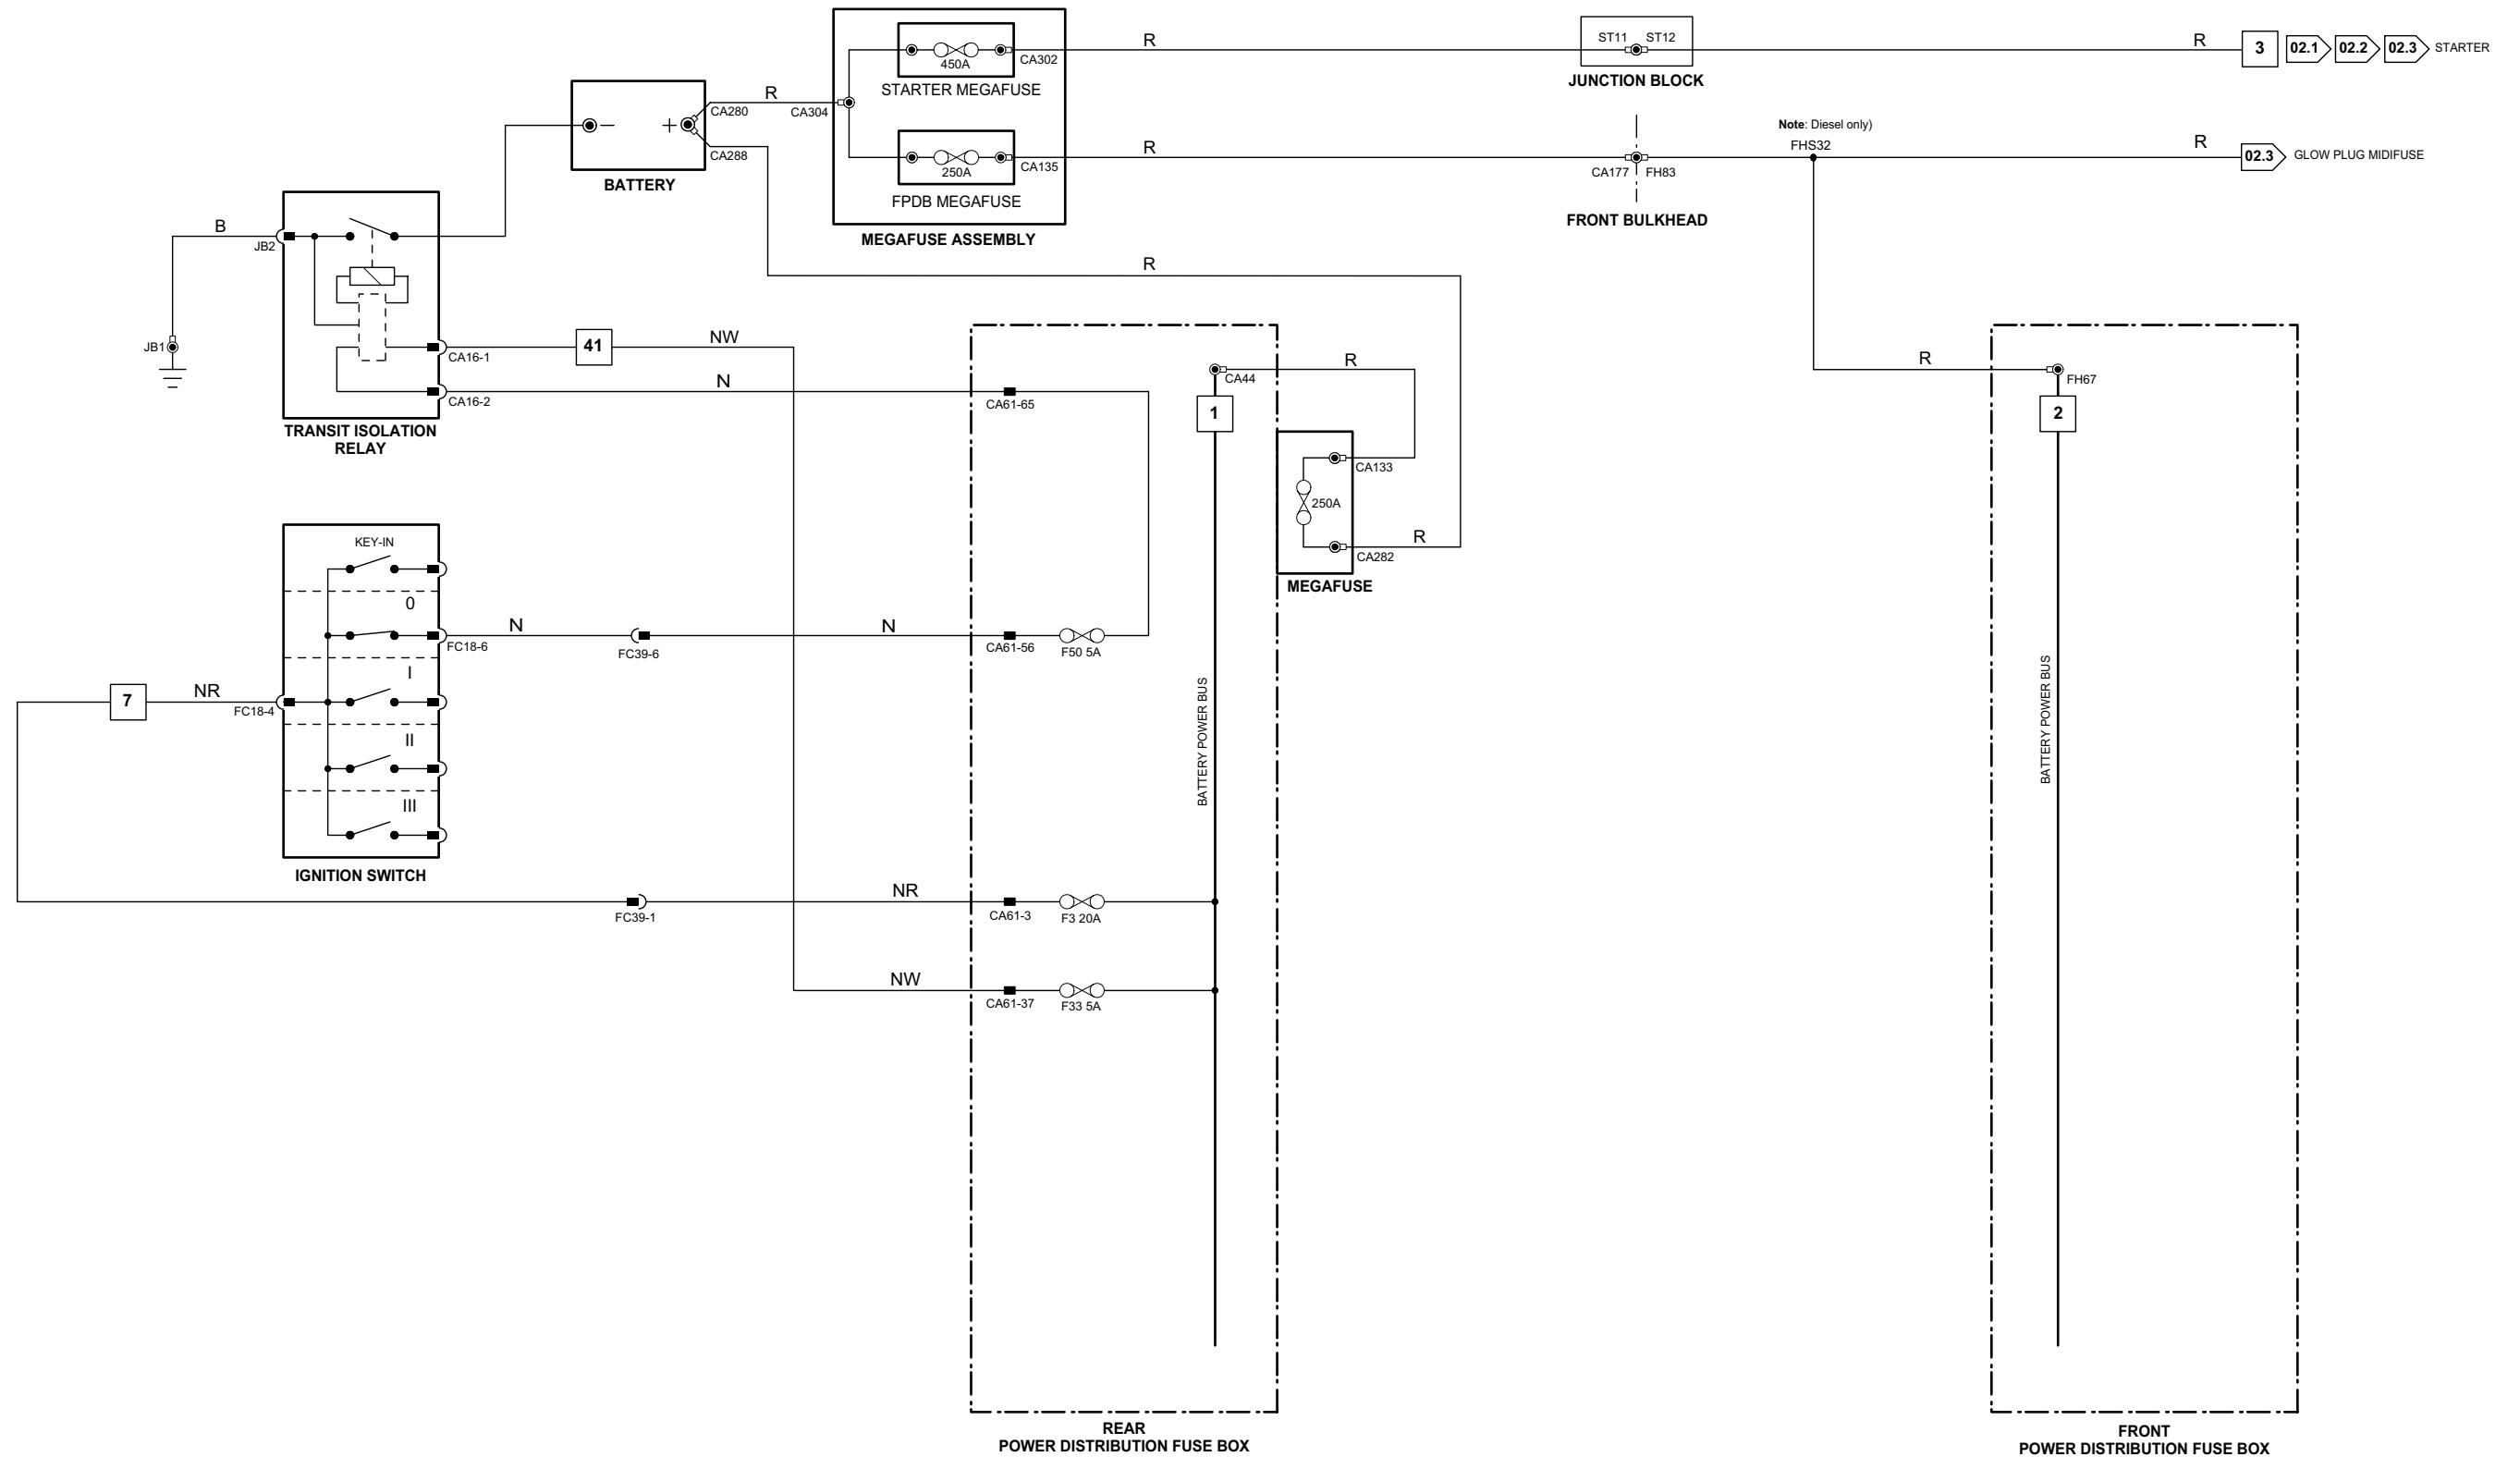 R
ST11 ST12
R
3 02.1 02.2 02.3 STARTER
450A
CA302
STARTER MEGAFUSE
JUNCTION BLOCK
R
CA280
CA304
− +
CA288
BATTERY
R
Note: Diesel only)
FHS32
R
02.3 GLOW PLUG MIDIFUSE
250A
CA135
CA177 FH83
FPDB MEGAFUSE
FRONT BULKHEAD
MEGAFUSE ASSEMBLY
B
JB2
R
JB1
CA16-1
41
NW
CA16-2
N
CA61-65
TRANSIT ISOLATION
RELAY
R
CA44
1
CA133
250A
R
CA282
MEGAFUSE
R
FH67
2
KEY-IN
0
N
FC18-6
FC39-6
N
CA61-56
F50 5A
I
7
NR
FC18-4
II
III
IGNITION SWITCH
BATTERY POWER BUS
BATTERY POWER BUS
FC39-1
NR
CA61-3
F3 20A
NW
CA61-37
F33 5A
REAR
POWER DISTRIBUTION FUSE BOX
FRONT
POWER DISTRIBUTION FUSE BOX